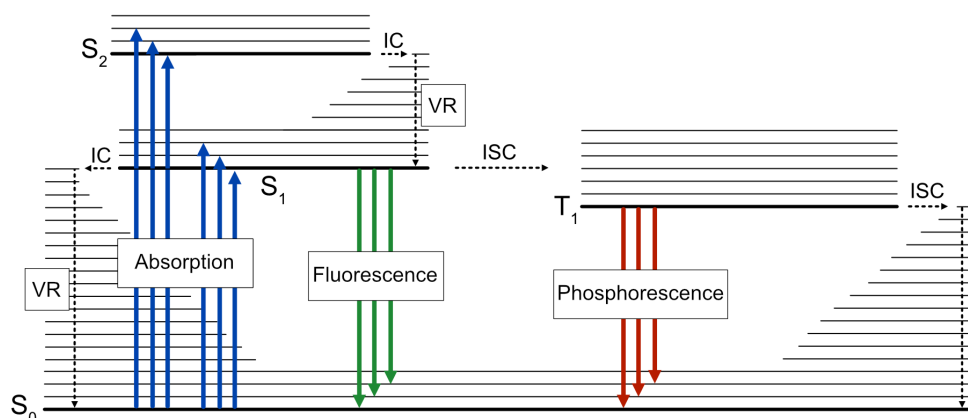 S2
IC
VR
IC
ISC
S1
T1
ISC
Absorption
Fluorescence
VR
Phosphorescence
S0